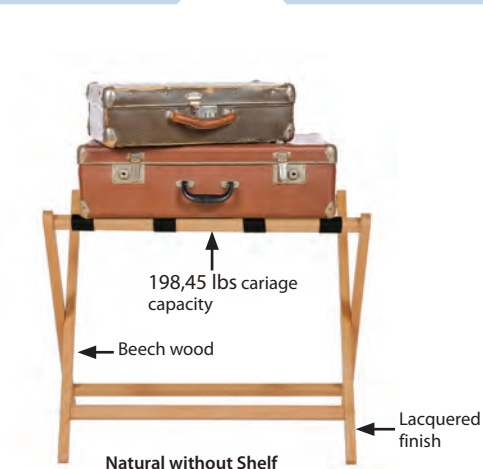 198,45 lbs cariage
capacity
Beech wood
Lacquered
finish
Natural without Shelf